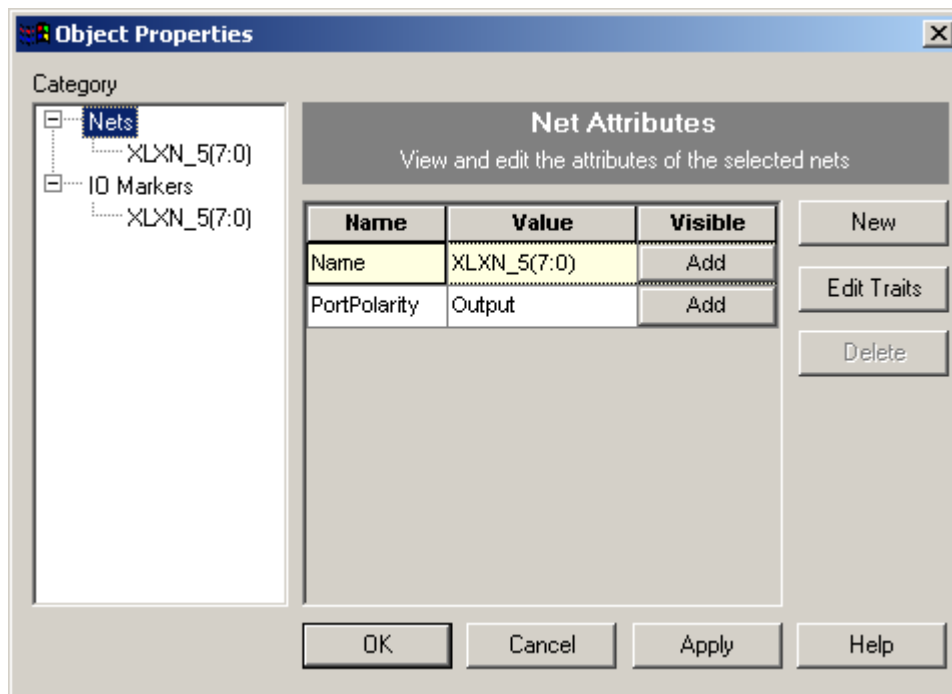 Object Properties
Category
Nets
XLXN_5(7:0)
IO Markers
XLXN_5(7:0)
Net Attributes
View and edit the attributes of the selected nets
Name Value Visible
Name XLXN_5(7:0) Add
PortPolarity Output Add
New
Edit Traits
Delete
OK Cancel Apply Help